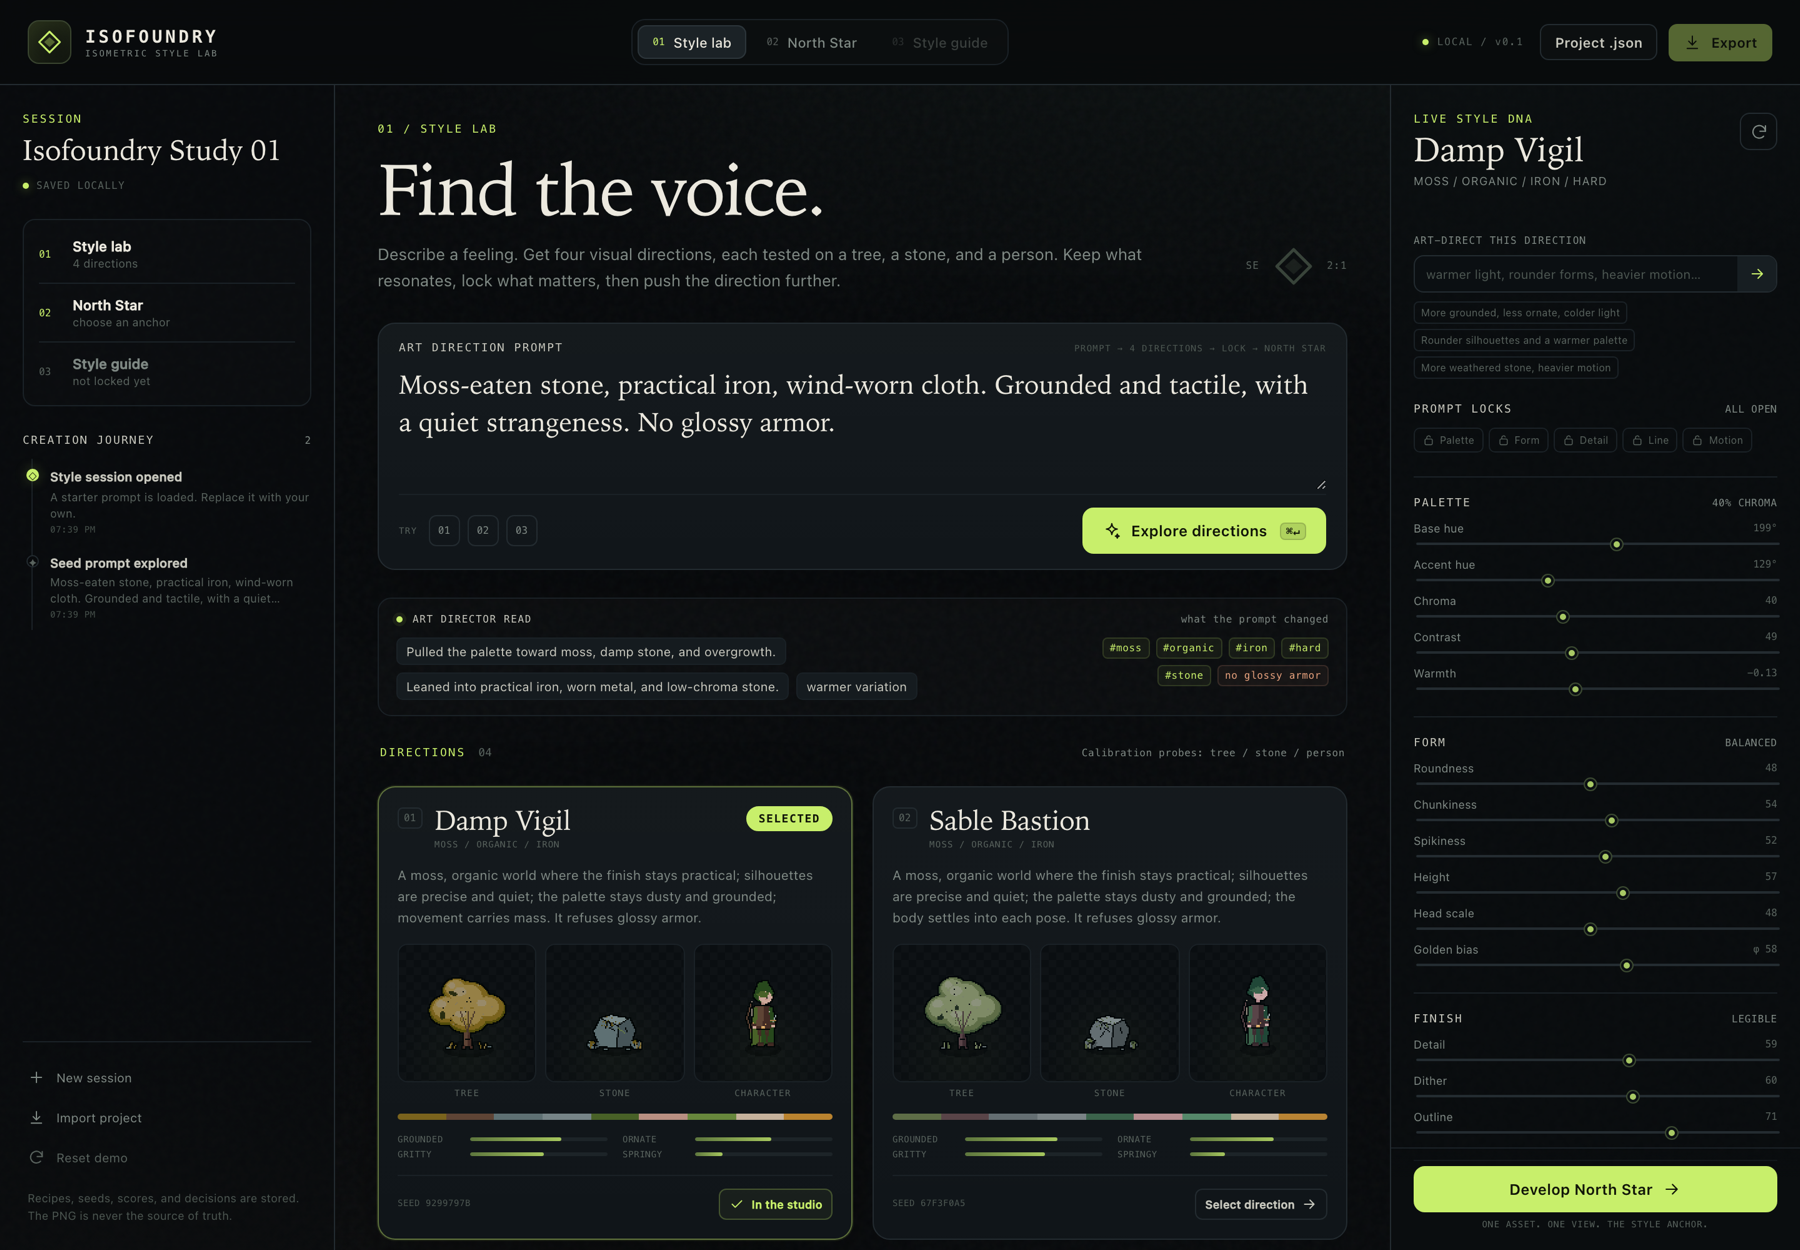 ISOFOUNDRY
ISOMETRIC STYLE LAB
01 Style lab
02 North Star
03 Style guide
LOCAL / v0.1
Project .json
Export
SESSION
Isofoundry Study 01
SAVED LOCALLY
01 Style lab
4 directions
02 North Star
choose an anchor
03 Style guide
not locked yet
CREATION JOURNEY 2
Style session opened
A starter prompt is loaded. Replace it with your
own.
07:39 PM
Seed prompt explored
Moss-eaten stone, practical iron, wind-worn
cloth. Grounded and tactile, with a quiet…
07:39 PM
New session
Import project
Reset demo
Recipes, seeds, scores, and decisions are stored.
The PNG is never the source of truth.
01 / STYLE LAB
Find the voice.
Describe a feeling. Get four visual directions, each tested on a tree, a stone, and a person. Keep what
resonates, lock what matters, then push the direction further.
SE 2:1
ART DIRECTION PROMPT
PROMPT → 4 DIRECTIONS → LOCK → NORTH STAR
Moss-eaten stone, practical iron, wind-worn cloth. Grounded and tactile, with
a quiet strangeness. No glossy armor.
TRY 01 02 03
Explore directions ⌘↵
ART DIRECTOR READ
what the prompt changed
Pulled the palette toward moss, damp stone, and overgrowth.
Leaned into practical iron, worn metal, and low-chroma stone.
warmer variation
#moss #organic #iron #hard
#stone no glossy armor
DIRECTIONS 04
Calibration probes: tree / stone / person
01 Damp Vigil
SELECTED
MOSS / ORGANIC / IRON
A moss, organic world where the finish stays practical; silhouettes
are precise and quiet; the palette stays dusty and grounded;
movement carries mass. It refuses glossy armor.
TREE STONE CHARACTER
GROUNDED ORNATE
GRITTY SPRINGY
SEED 9299797B
In the studio
02 Sable Bastion
MOSS / ORGANIC / IRON
A moss, organic world where the finish stays practical; silhouettes
are precise and quiet; the palette stays dusty and grounded; the
body settles into each pose. It refuses glossy armor.
TREE STONE CHARACTER
GROUNDED ORNATE
GRITTY SPRINGY
SEED 67F3F0A5
Select direction →
LIVE STYLE DNA
Damp Vigil
MOSS / ORGANIC / IRON / HARD
ART-DIRECT THIS DIRECTION
warmer light, rounder forms, heavier motion…
More grounded, less ornate, colder light
Rounder silhouettes and a warmer palette
More weathered stone, heavier motion
PROMPT LOCKS ALL OPEN
Palette Form Detail Line Motion
PALETTE 40% CHROMA
Base hue 199°
Accent hue 129°
Chroma 40
Contrast 49
Warmth −0.13
FORM BALANCED
Roundness 48
Chunkiness 54
Spikiness 52
Height 57
Head scale 48
Golden bias φ 58
FINISH LEGIBLE
Detail 59
Dither 60
Outline 71
Develop North Star →
ONE ASSET. ONE VIEW. THE STYLE ANCHOR.